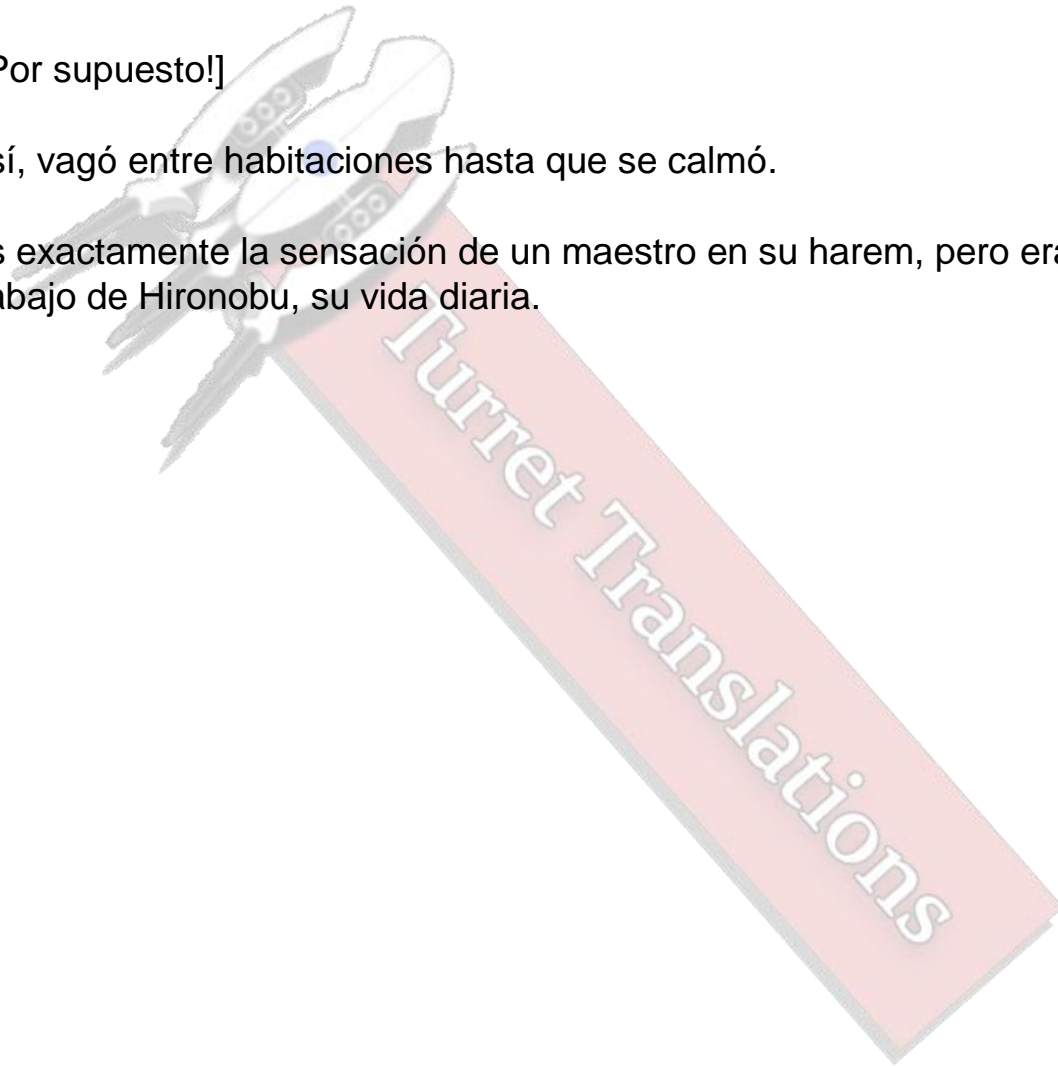 Por supuesto!]
sí, vagó entre habitaciones hasta que se calmó.
s exactamente la sensación de un maestro en su harem, pero era
abajo de Hironobu, su vida diaria.
Turret Translations